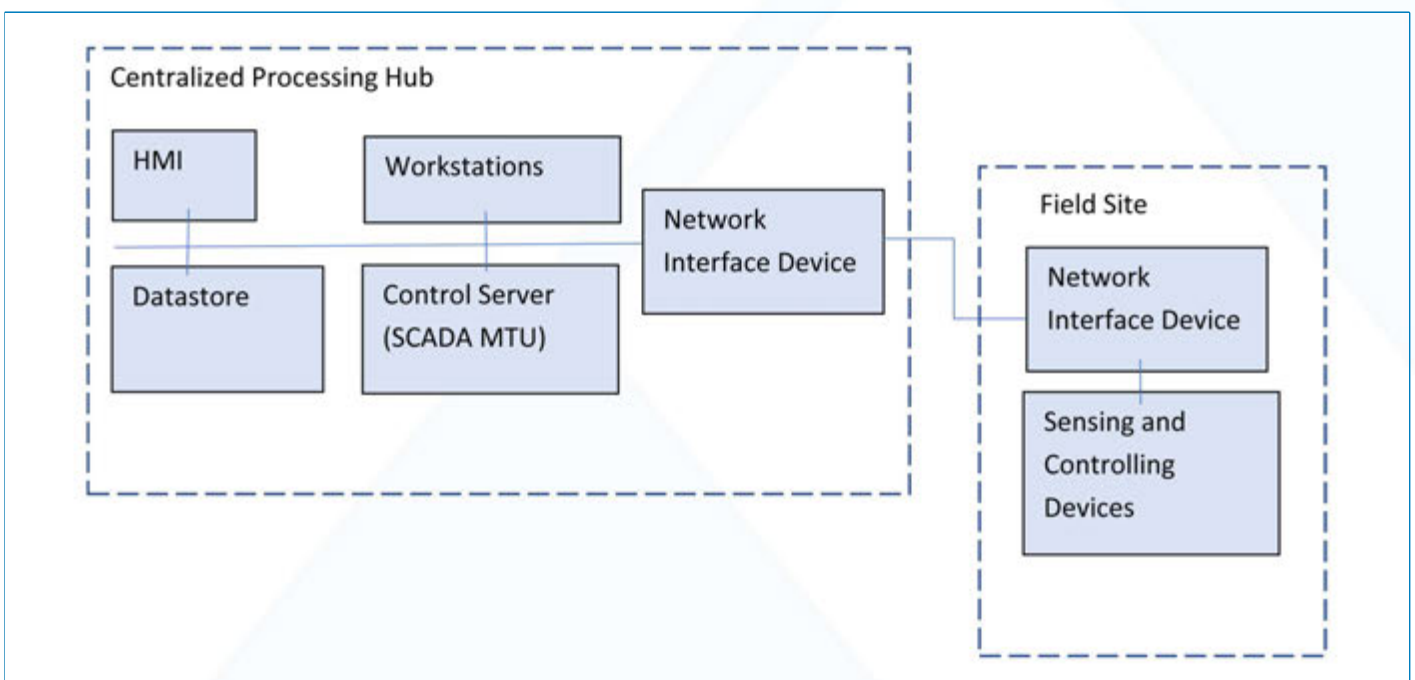 Centralized Processing Hub
HMI
Workstations
Network
Interface Device
Datastore
Control Server
(SCADA MTU)
Field Site
Network
Interface Device
Sensing and
Controlling
Devices